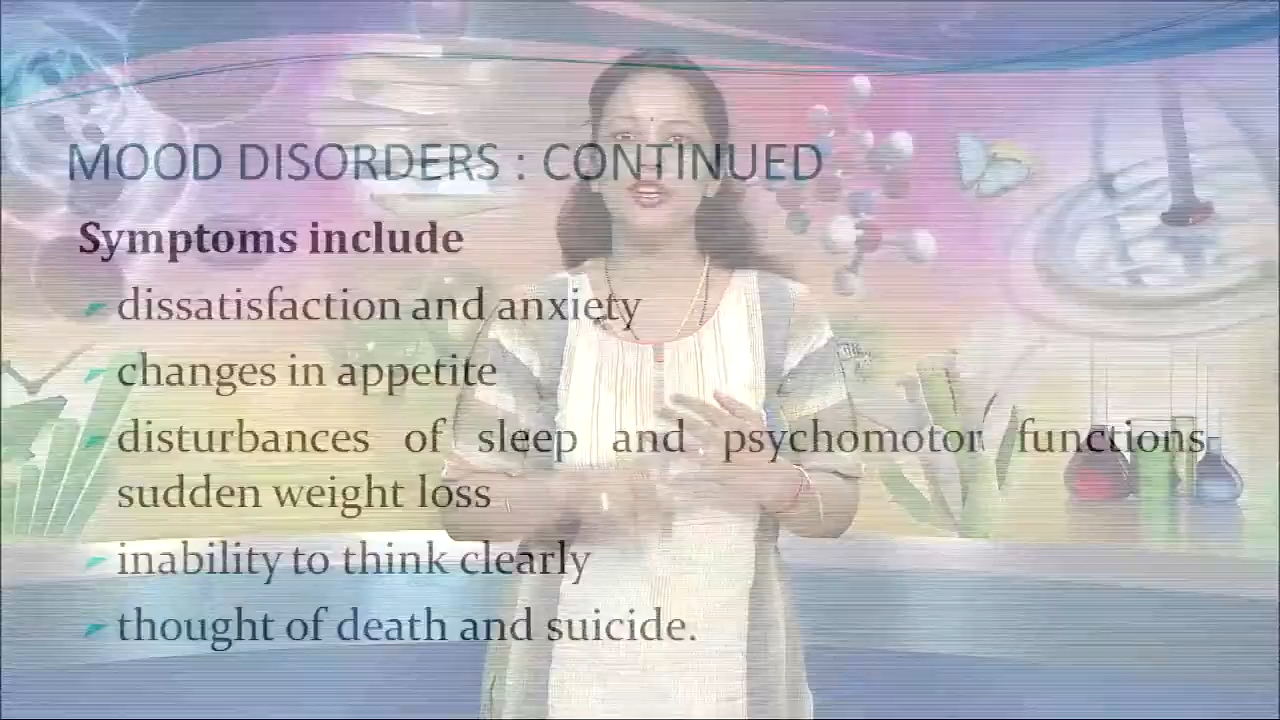 MOOD DISORDERS : CONTINUED
Symptoms include
dissatisfaction and anxiety
changes in appetite
disturbances of sleep and psychomotor functions
sudden weight loss
inability to think clearly
thought of death and suicide.